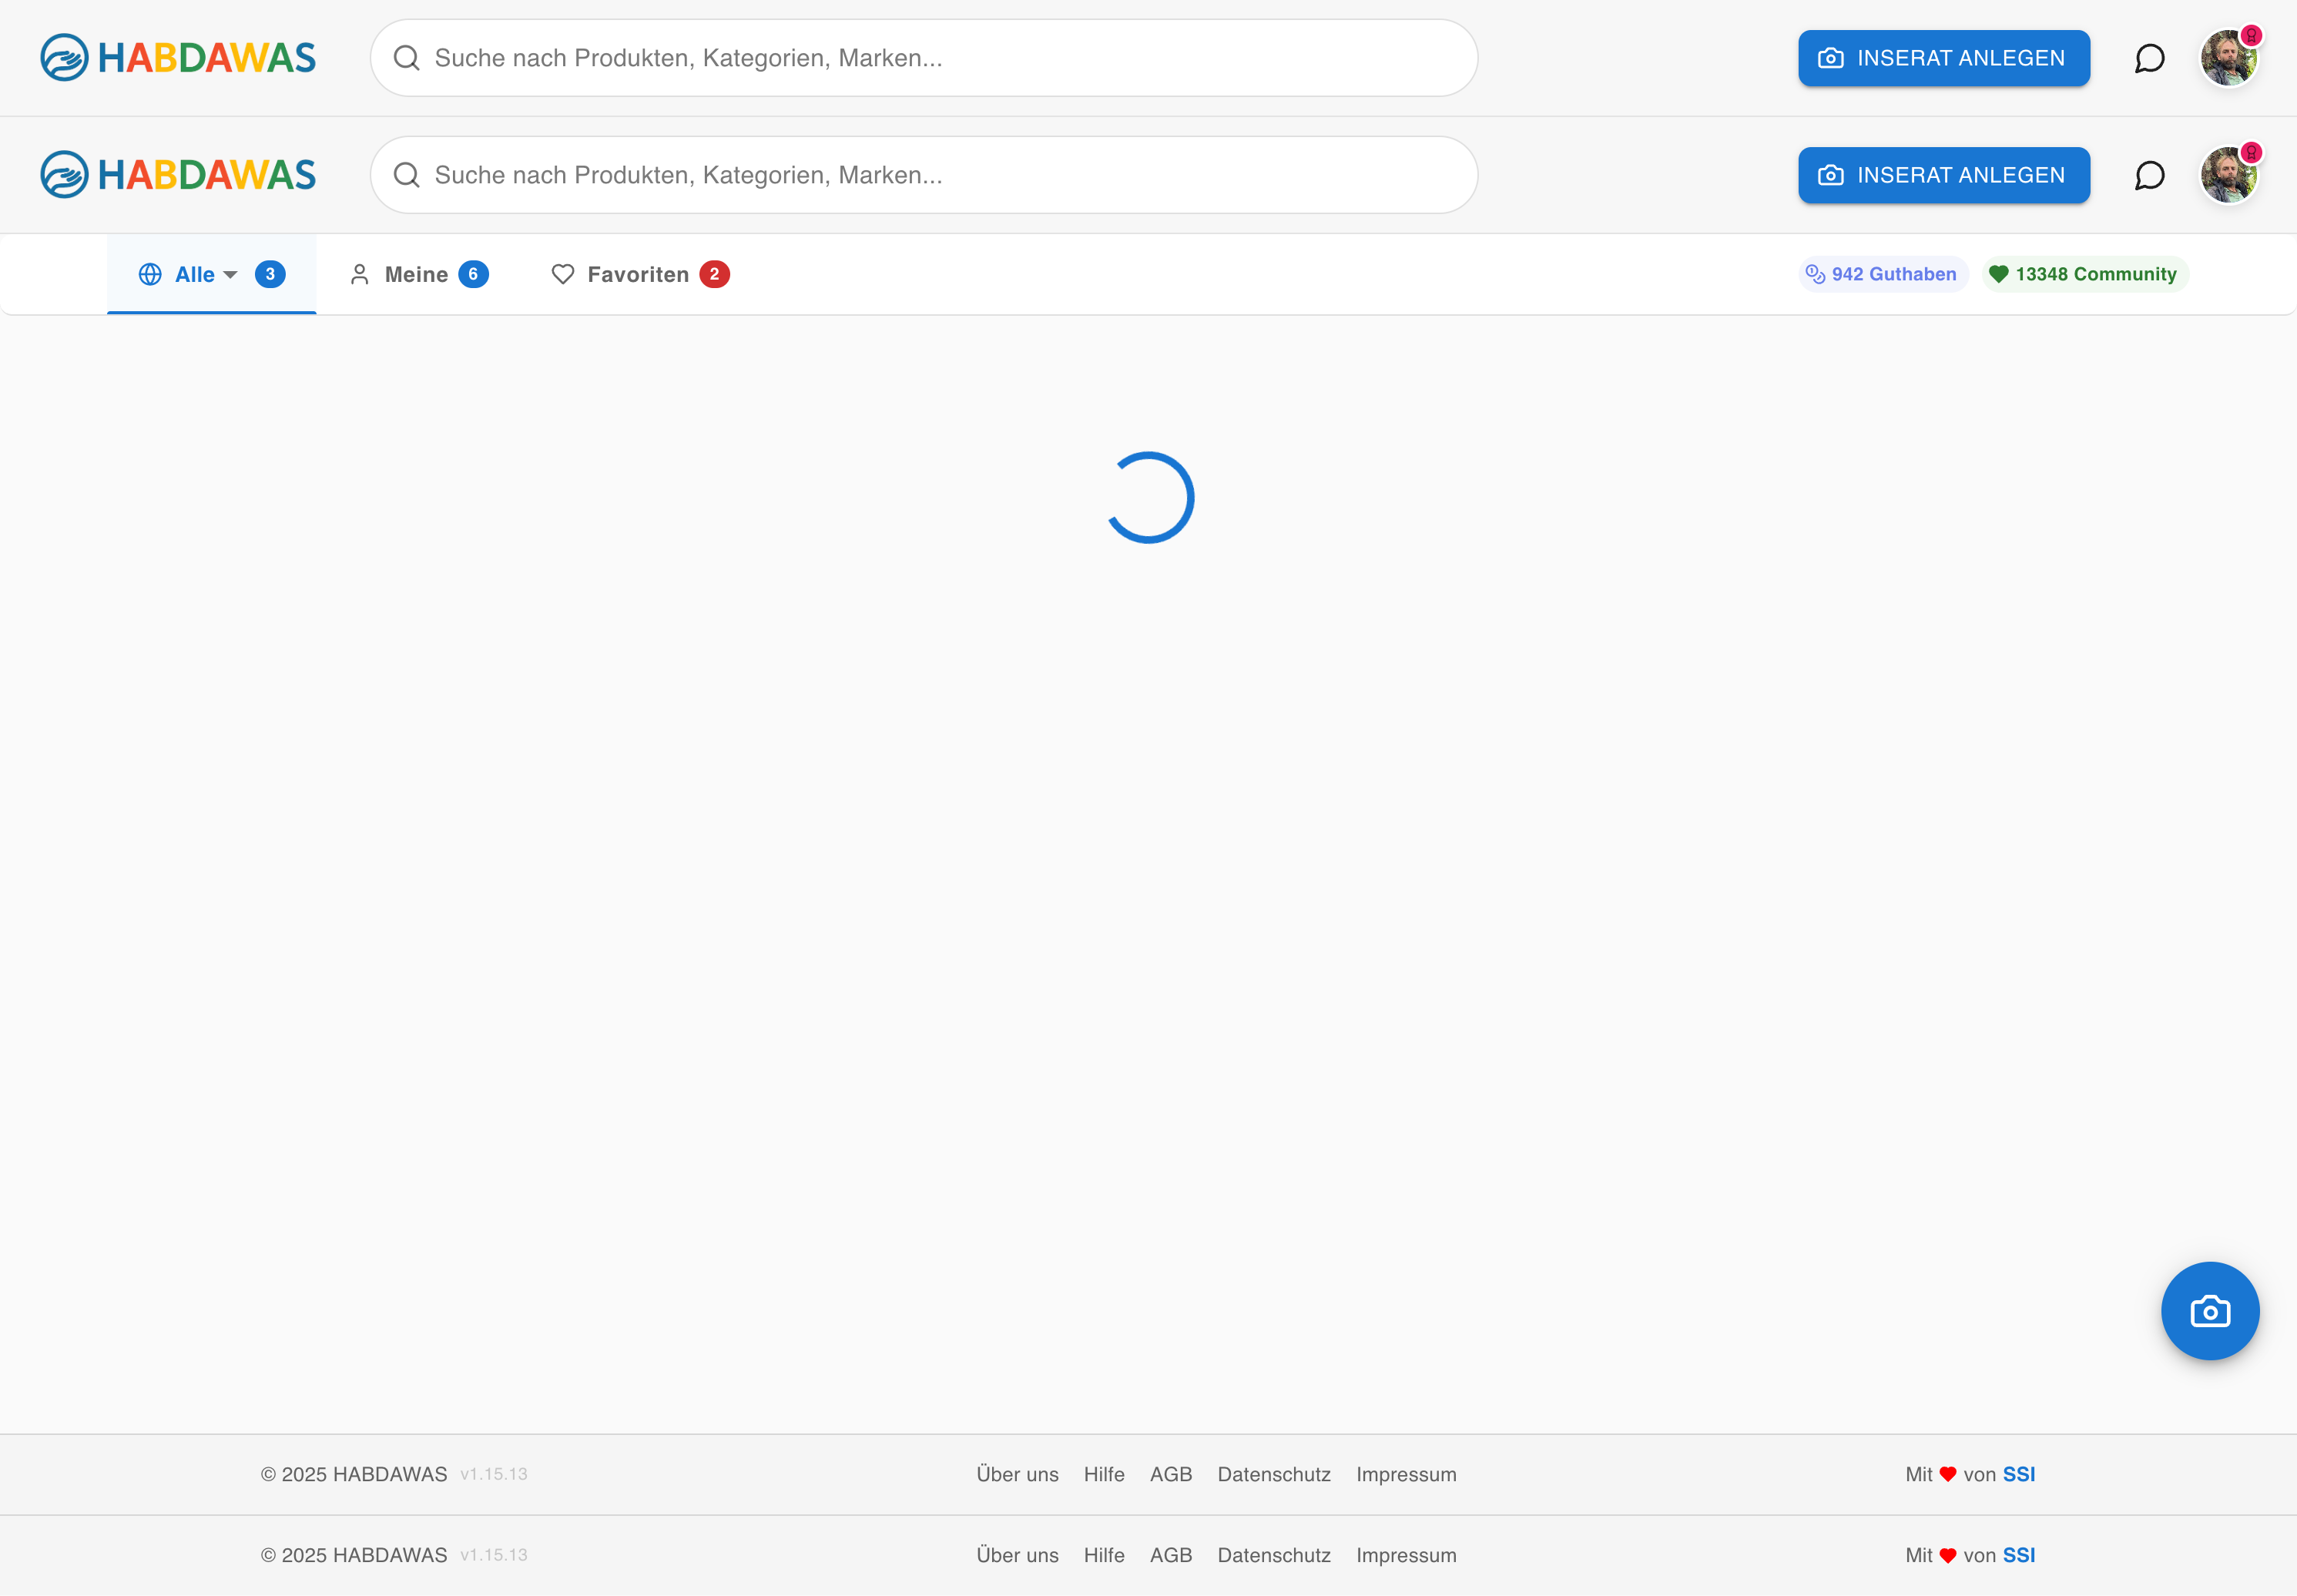 HABDAWAS Suche nach Produkten, Kategorien, Marken... INSERAT ANLEGEN
HABDAWAS Suche nach Produkten, Kategorien, Marken... INSERAT ANLEGEN
Alle 3 Meine 6 Favoriten 2 942 Guthaben 13348 Community
© 2025 HABDAWAS v1.15.13 Über uns Hilfe AGB Datenschutz Impressum Mit ❤ von SSI
© 2025 HABDAWAS v1.15.13 Über uns Hilfe AGB Datenschutz Impressum Mit ❤ von SSI